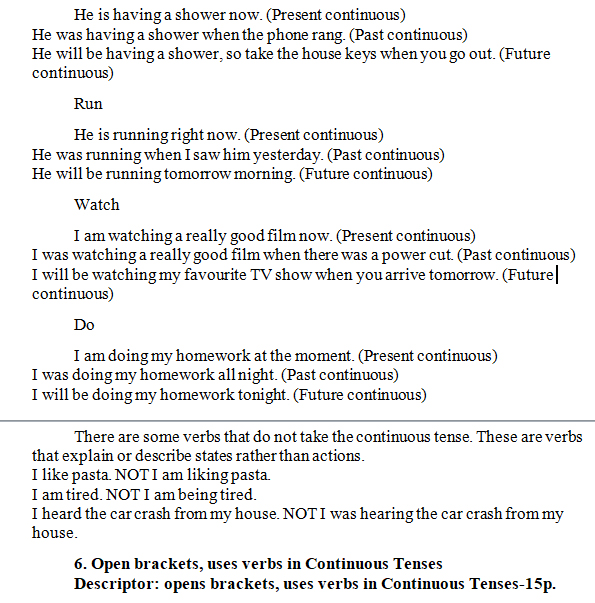 He is having a shower now. (Present continuous)
He was having a shower when the phone rang. (Past continuous)
He will be having a shower, so take the house keys when you go out. (Future
continuous)
Run
He is running right now. (Present continuous)
He was running when I saw him yesterday. (Past continuous)
He will be running tomorrow morning. (Future continuous)
Watch
I am watching a really good film now. (Present continuous)
I was watching a really good film when there was a power cut. (Past continuous)
I will be watching my favourite TV show when you arrive tomorrow. (Future
continuous)
Do
I am doing my homework at the moment. (Present continuous)
I was doing my homework all night. (Past continuous)
I will be doing my homework tonight. (Future continuous)
There are some verbs that do not take the continuous tense. These are verbs
that explain or describe states rather than actions.
I like pasta. NOT I am liking pasta.
I am tired. NOT I am being tired.
I heard the car crash from my house. NOT I was hearing the car crash from my
house.
6. Open brackets, uses verbs in Continuous Tenses
Descriptor: opens brackets, uses verbs in Continuous Tenses-15p.